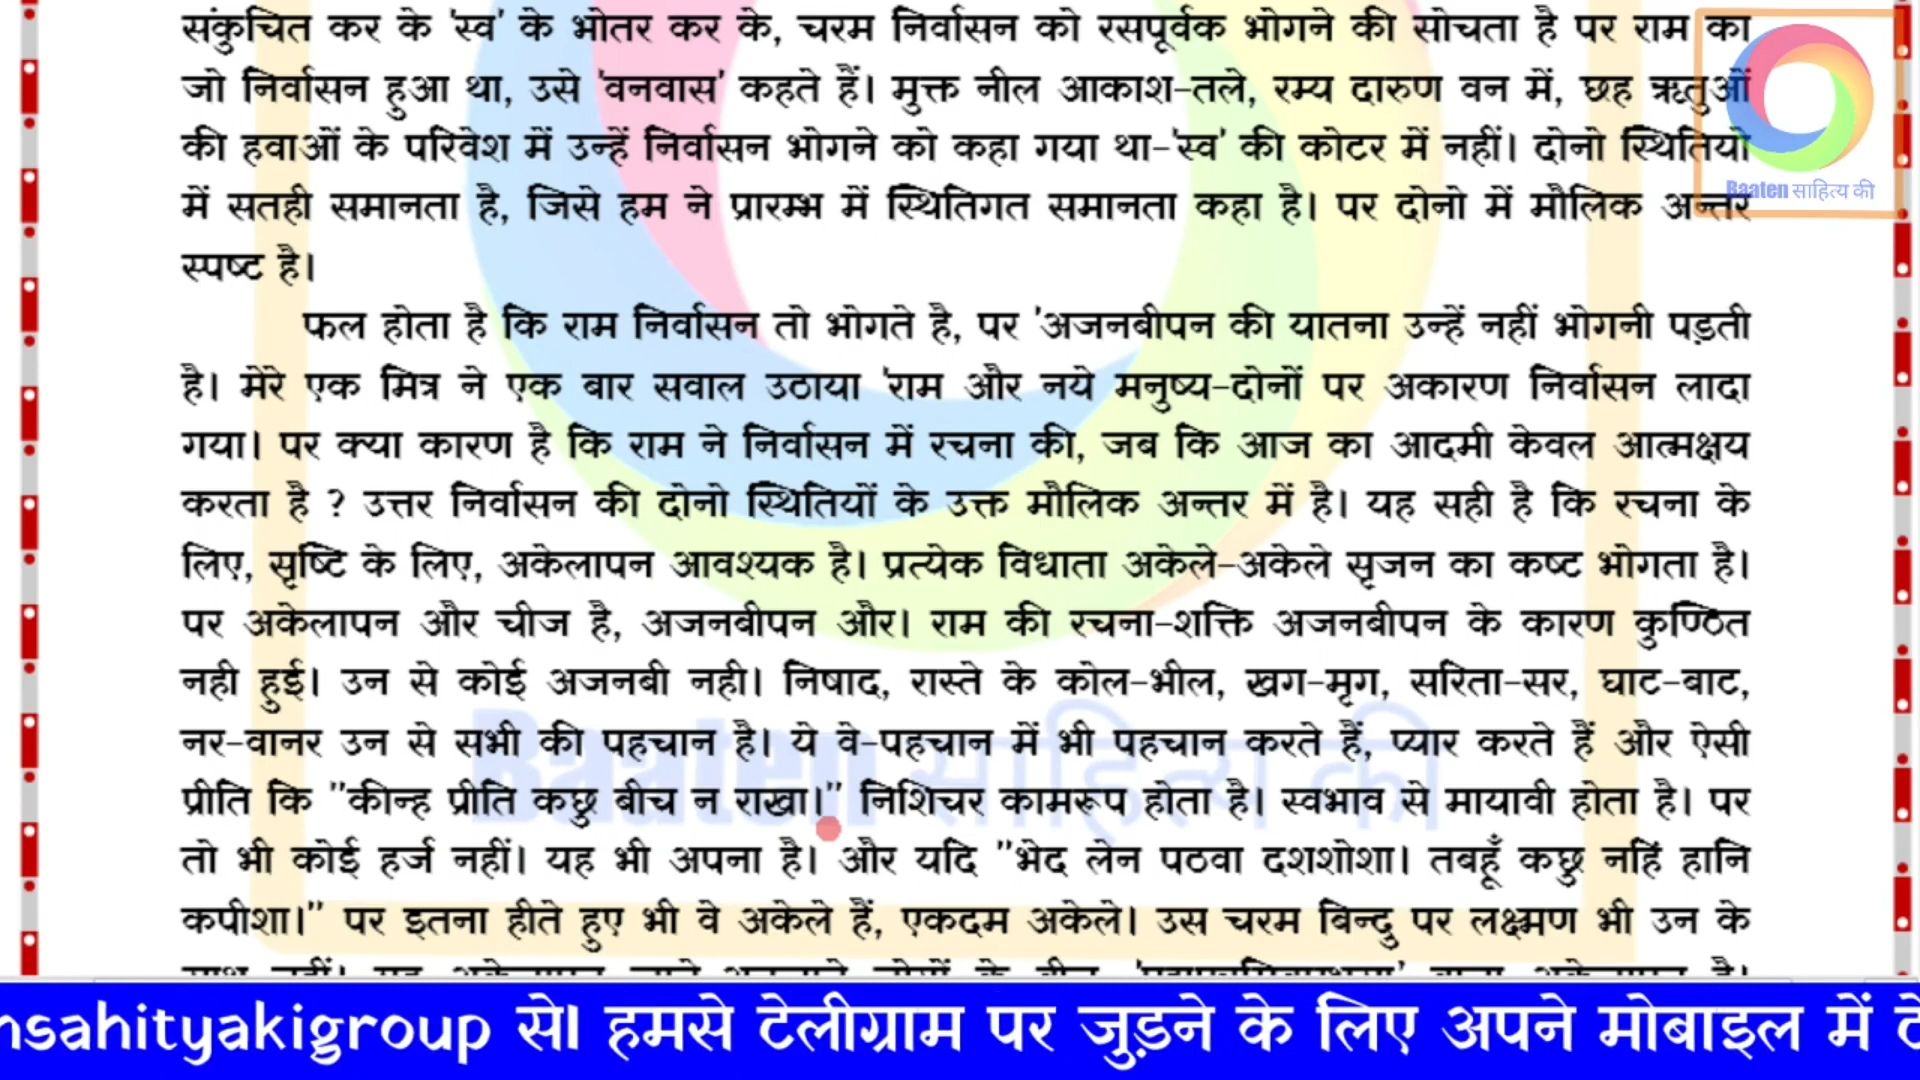 संकुचित कर के 'स्व' के भोतर कर के, चरम निर्वासन को रसपूर्वक भोगने की सोचता है पर राम का
जो निर्वासन हुआ था, उसे 'वनवास' कहते हैं। मुक्त नील आकाश-तले, रम्य दारुण वन में, छह ऋतुओं
की हवाओं के परिवेश में उन्हें निर्वासन भोगने को कहा गया था-'स्व' की कोटर में नहीं। दोनो स्थितियो
में सतही समानता है, जिसे हम ने प्रारम्भ में स्थितिगत समानता कहा है। पर दोनो में मौलिक अन्तर
स्पष्ट है।
फल होता है कि राम निर्वासन तो भोगते है, पर 'अजनबीपन की यातना उन्हें नहीं भोगनी पड़ती
है। मेरे एक मित्र ने एक बार सवाल उठाया 'राम और नये मनुष्य-दोनों पर अकारण निर्वासन लादा
गया। पर क्या कारण है कि राम ने निर्वासन में रचना की, जब कि आज का आदमी केवल आत्मक्षय
करता है ? उत्तर निर्वासन की दोनो स्थितियों के उक्त मौलिक अन्तर में है। यह सही है कि रचना के
लिए, सृष्टि के लिए, अकेलापन आवश्यक है। प्रत्येक विधाता अकेले-अकेले सृजन का कष्ट भोगता है।
पर अकेलापन और चीज है, अजनबीपन और। राम की रचना-शक्ति अजनबीपन के कारण कुण्ठित
नही हुई। उन से कोई अजनबी नही। निषाद, रास्ते के कोल-भील, खग-मृग, सरिता-सर, घाट-बाट,
नर-वानर उन से सभी की पहचान है। ये वे-पहचान में भी पहचान करते हैं, प्यार करते हैं और ऐसी
प्रीति कि "कीन्ह प्रीति कछु बीच न राखा।" निशिचर कामरूप होता है। स्वभाव से मायावी होता है। पर
तो भी कोई हर्ज नहीं। यह भी अपना है। और यदि "भेद लेन पठवा दशशोशा। तबहूँ कछु नहिं हानि
कपीशा।" पर इतना हीते हुए भी वे अकेले हैं, एकदम अकेले। उस चरम बिन्दु पर लक्ष्मण भी उन के
Baaten साहित्य की
Baaten साहित्य की
nsahityakigroup से। हमसे टेलीग्राम पर जुड़ने के लिए अपने मोबाइल में